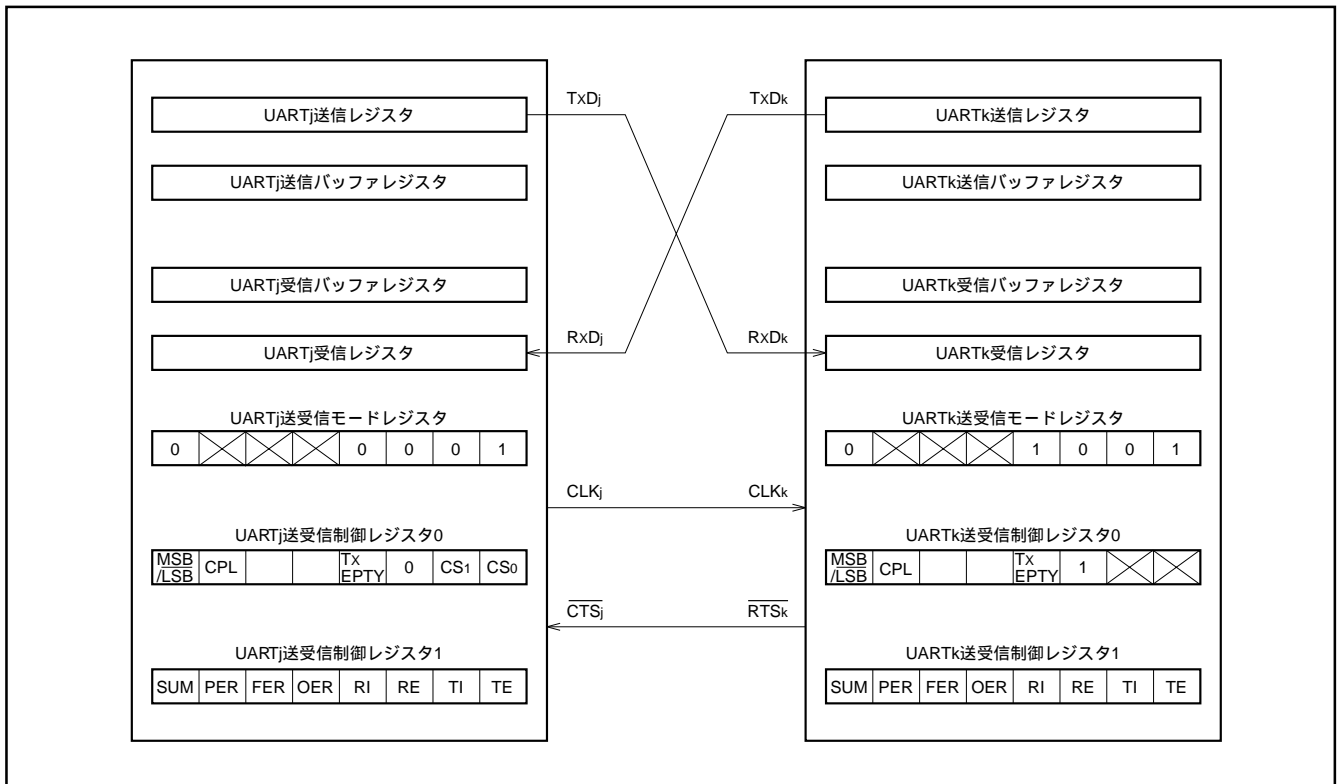 UARTj送信レジスタ
TXDj
TXDk
UARTk送信レジスタ
UARTj送信バッファレジスタ
UARTk送信バッファレジスタ
UARTj受信バッファレジスタ
UARTk受信バッファレジスタ
UARTj受信レジスタ
RXDj
RXDk
UARTk受信レジスタ
UARTj送受信モードレジスタ
0 0 0 0 1
UARTk送受信モードレジスタ
0 1 0 0 1
CLKj
CLKk
UARTj送受信制御レジスタ0
MSB/LSB CPL TX EPTY 0 CS1 CS0
UARTk送受信制御レジスタ0
MSB/LSB CPL TX EPTY 1
CTSj
RTSk
UARTj送受信制御レジスタ1
SUM PER FER OER RI RE TI TE
UARTk送受信制御レジスタ1
SUM PER FER OER RI RE TI TE